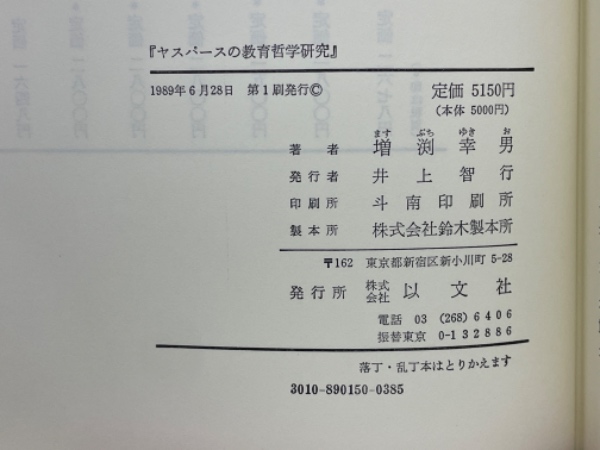 『ヤスパースの教育哲学研究』
1989年6月28日 第1刷発行© 定価 5150円
(本体 5000円)
ます ぶち ゆき お
著者 増渕幸男
発行者 井上智行
印刷所 斗南印刷所
製本所 株式会社鈴木製本所
〒162 東京都新宿区新小川町 5-28
発行所 株式会社 以文社
電話 03 (268) 6406
振替東京 0-132886
落丁・乱丁本はとりかえます
3010-890150-0385